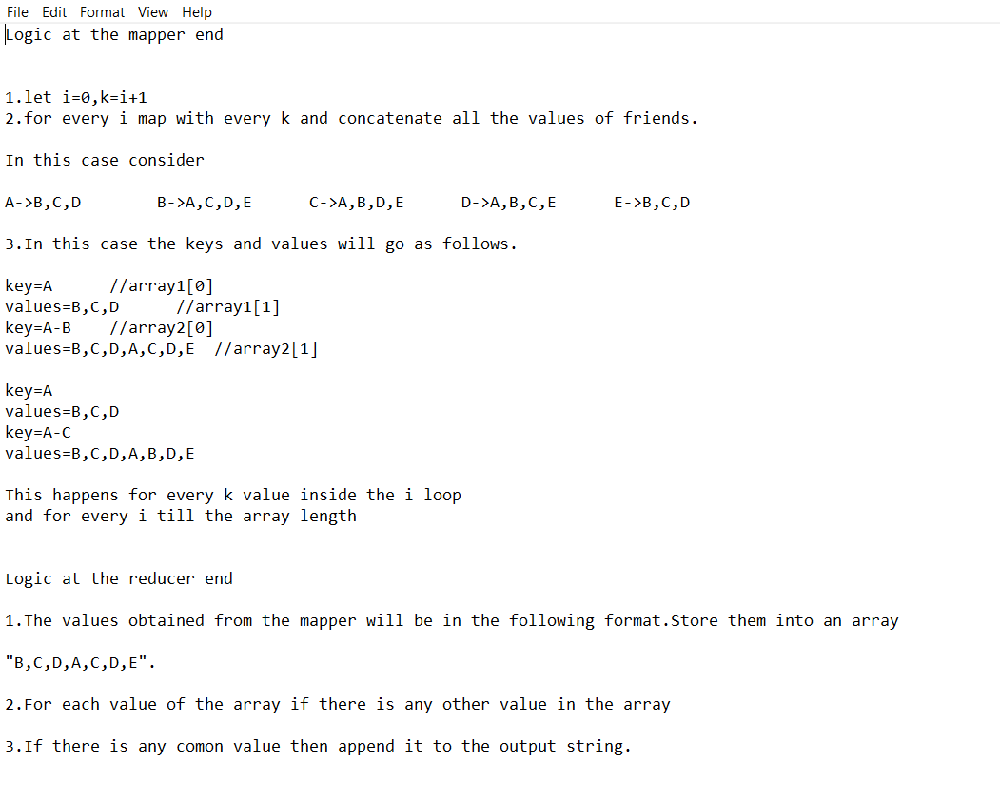 File Edit Format View Help
Logic at the mapper end
1.let i=0,k=i+1
2.for every i map with every k and concatenate all the values of friends.
In this case consider
A->B,C,D        B->A,C,D,E      C->A,B,D,E      D->A,B,C,E      E->B,C,D
3.In this case the keys and values will go as follows.
key=A      //array1[0]
values=B,C,D      //array1[1]
key=A-B    //array2[0]
values=B,C,D,A,C,D,E  //array2[1]
key=A
values=B,C,D
key=A-C
values=B,C,D,A,B,D,E
This happens for every k value inside the i loop
and for every i till the array length
Logic at the reducer end
1.The values obtained from the mapper will be in the following format.Store them into an array
"B,C,D,A,C,D,E".
2.For each value of the array if there is any other value in the array
3.If there is any comon value then append it to the output string.